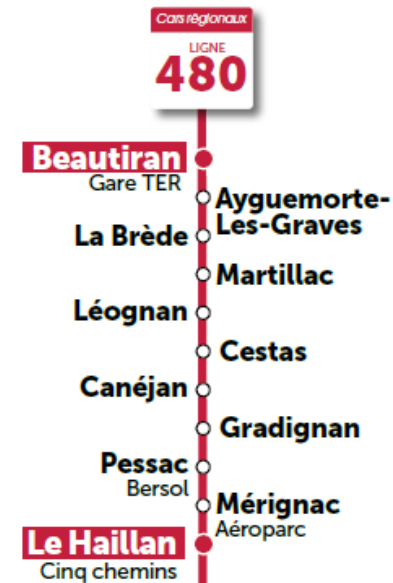 Cars régionaux
LIGNE
480
Beautiran
Gare TER
Ayguemorte-
Les-Graves
La Brède
Martillac
Léognan
Cestas
Canéjan
Gradignan
Pessac
Bersol
Mérignac
Aéroparc
Le Haillan
Cinq chemins